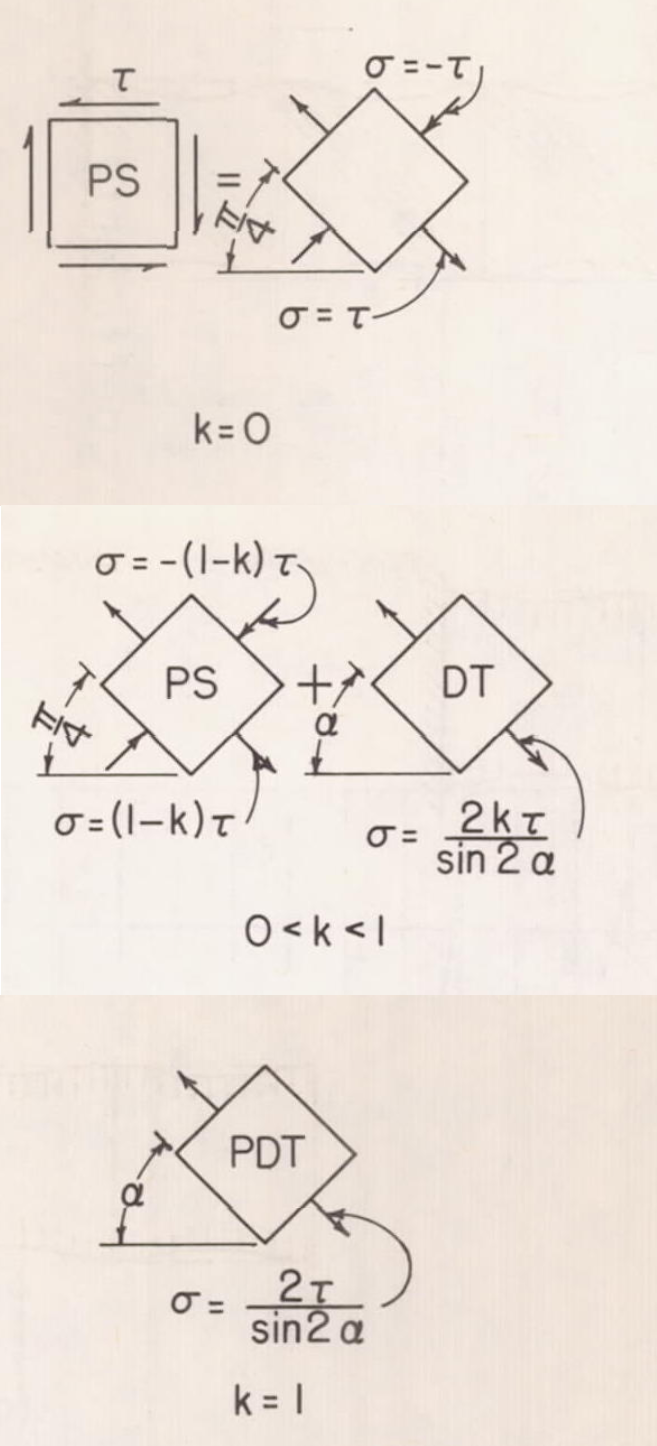 τ
σ = -τ
PS
=
π/4
σ = τ
k = 0
σ = -(1-k) τ
PS
+
DT
π/4
α
σ = (1-k) τ
σ = 2kτ / sin 2α
0 < k < 1
PDT
α
σ = 2τ / sin 2α
k = 1